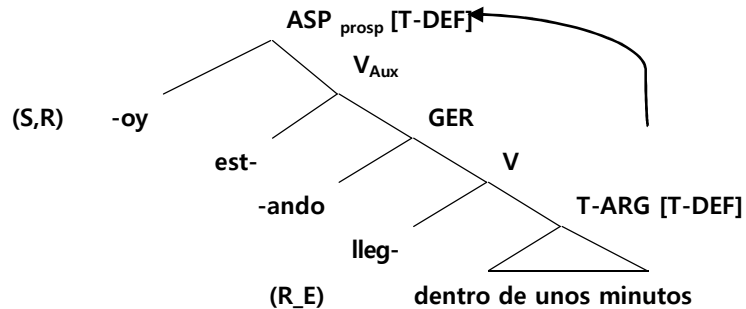 ASP prosp [T-DEF]
VAux
(S,R) -oy GER
est- V
-ando T-ARG [T-DEF]
lleg-
(R_E) dentro de unos minutos